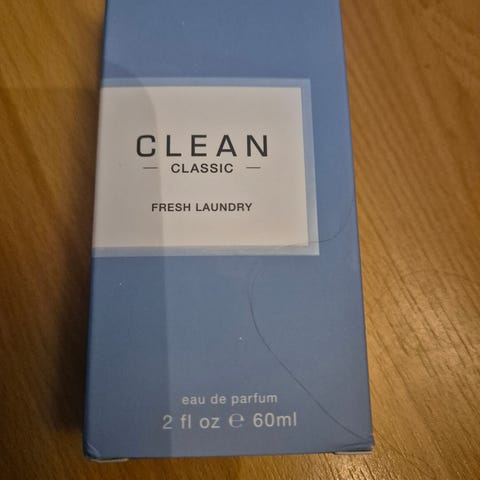 CLEAN
— CLASSIC —
FRESH LAUNDRY
eau de parfum
2 fl oz ℮ 60ml